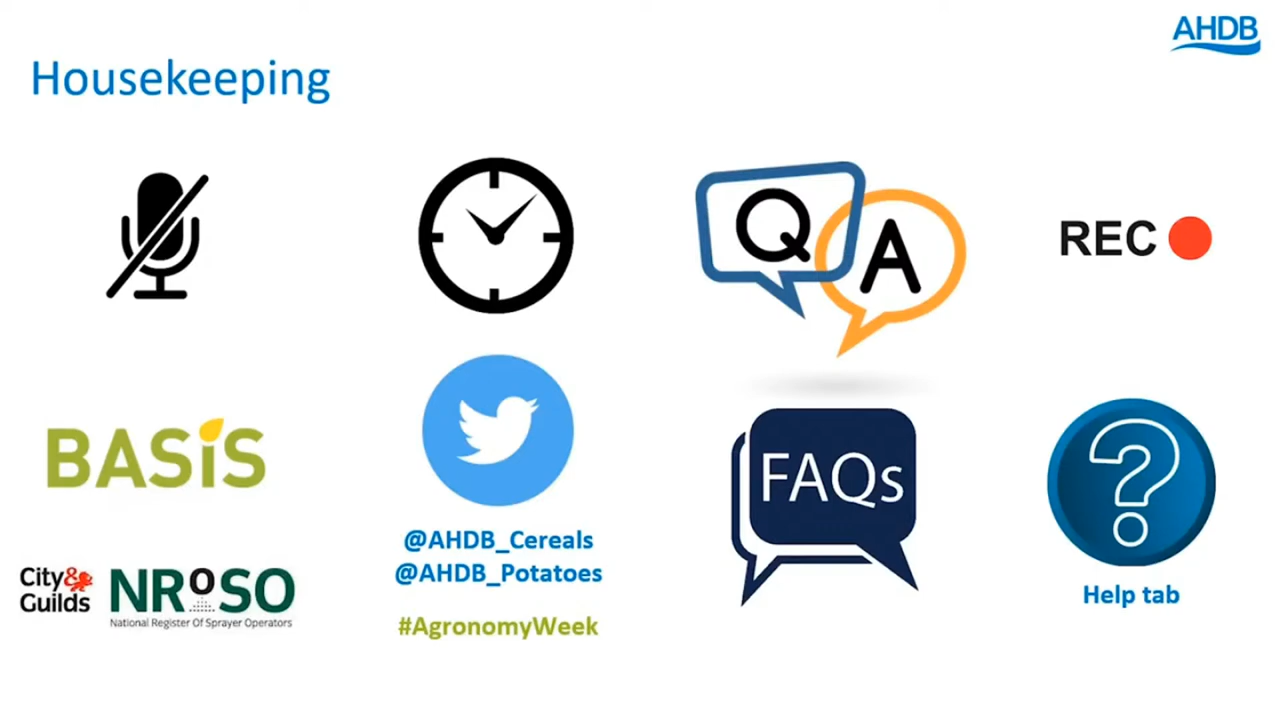 AHDB
Housekeeping
Q
A
REC
BASiS
City&
Guilds
NRoSO
National Register Of Sprayer Operators
@AHDB_Cereals
@AHDB_Potatoes
#AgronomyWeek
FAQs
?
Help tab